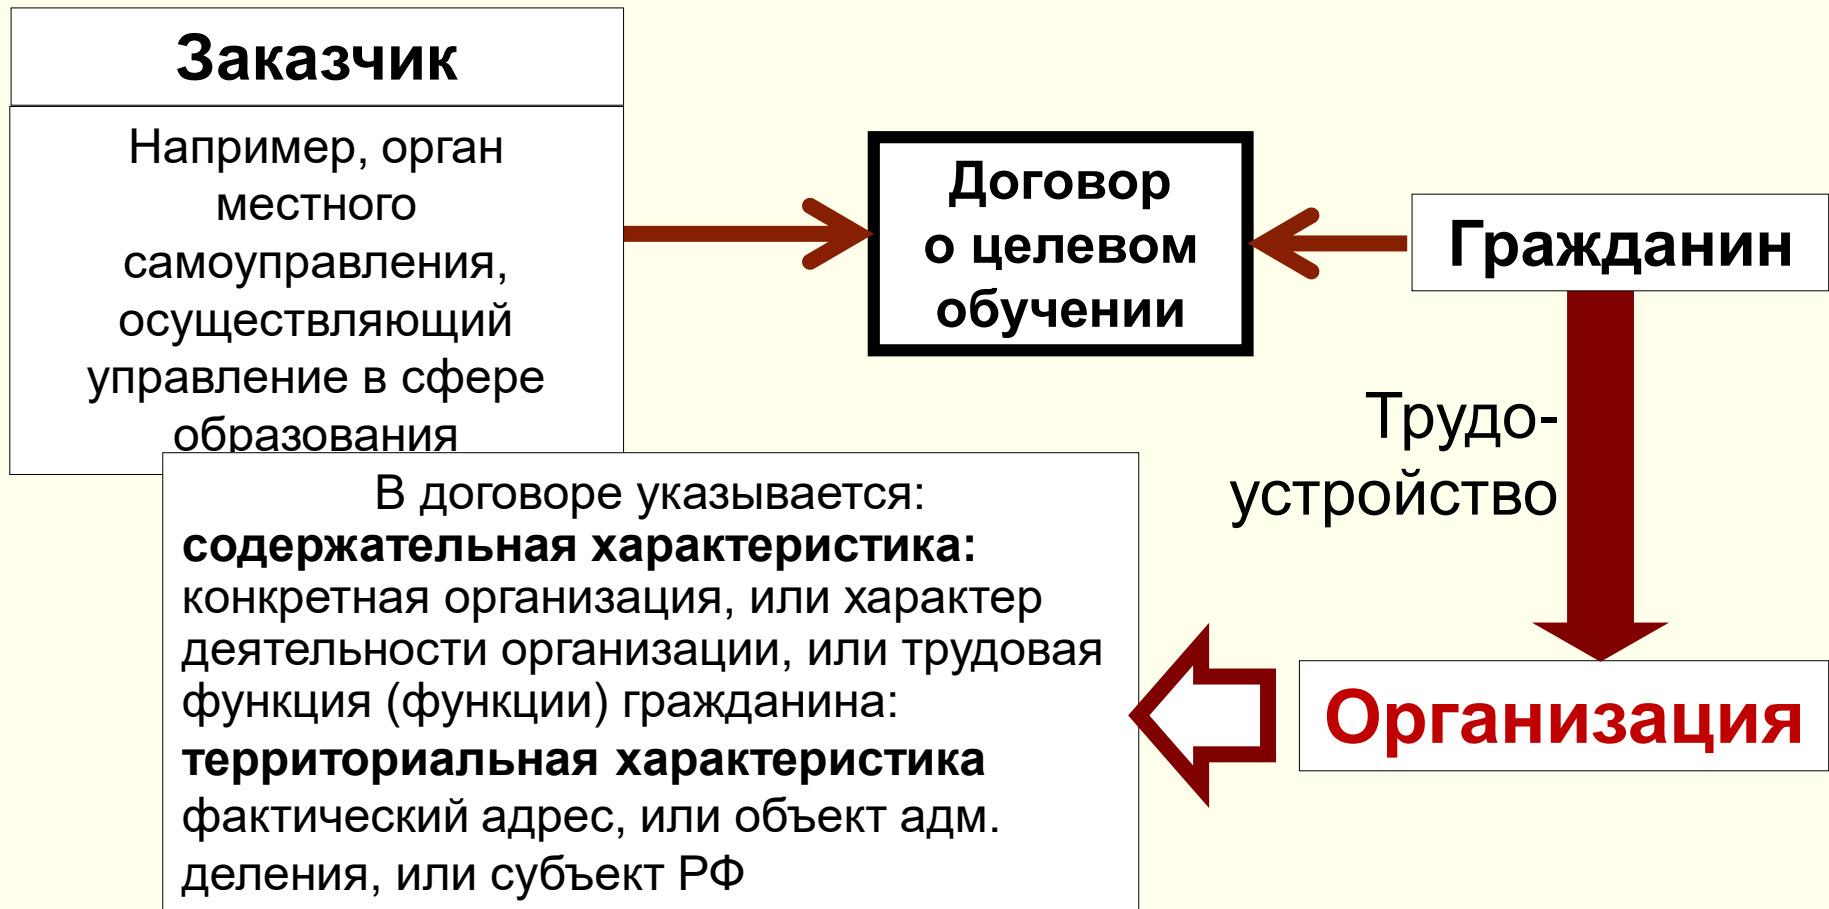 Заказчик
Например, орган
местного
самоуправления,
осуществляющий
управление в сфере
образования
Договор
о целевом
обучении
Гражданин
Трудо-
устройство
Организация
В договоре указывается:
содержательная характеристика:
конкретная организация, или характер
деятельности организации, или трудовая
функция (функции) гражданина:
территориальная характеристика
фактический адрес, или объект адм.
деления, или субъект РФ